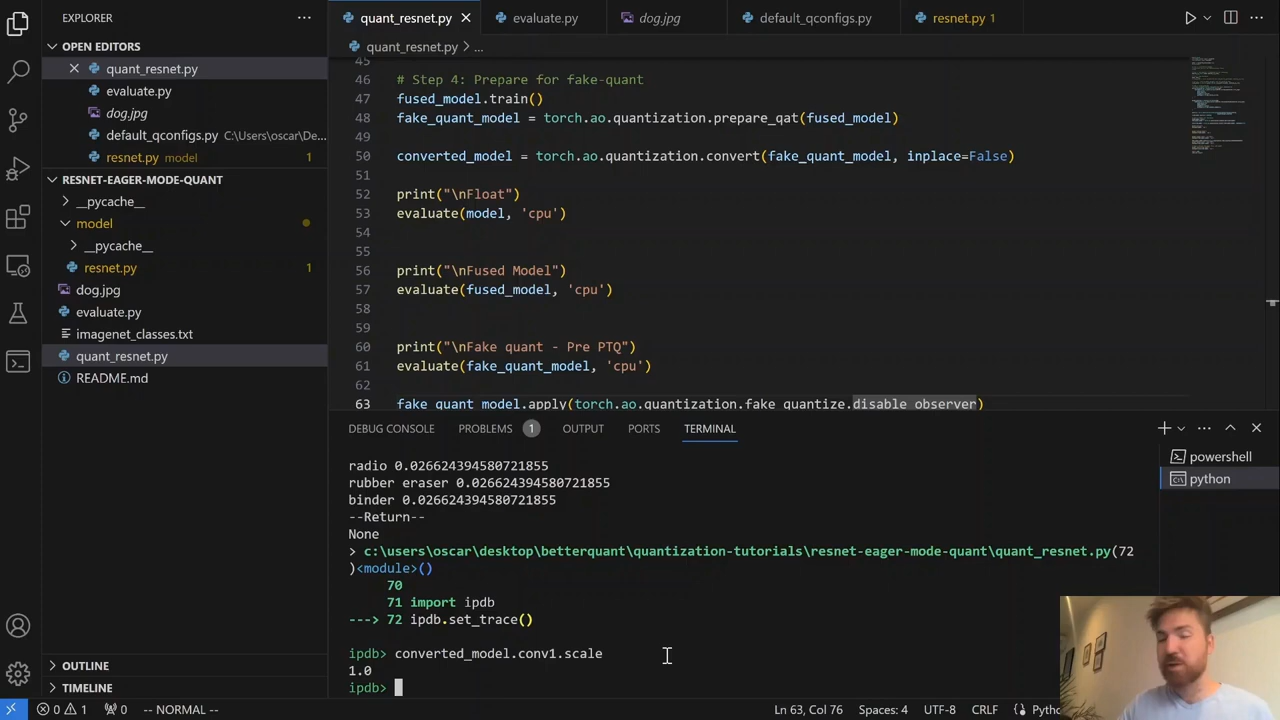 EXPLORER
quant_resnet.py
evaluate.py
dog.jpg
default_qconfigs.py
resnet.py 1
OPEN EDITORS
quant_resnet.py
evaluate.py
dog.jpg
default_qconfigs.py C:\Users\oscar\De...
resnet.py model 1
RESNET-EAGER-MODE-QUANT
__pycache__
model
__pycache__
resnet.py 1
dog.jpg
evaluate.py
imagenet_classes.txt
quant_resnet.py
README.md
OUTLINE
TIMELINE
quant_resnet.py > ...
45
46 # Step 4: Prepare for fake-quant
47 fused_model.train()
48 fake_quant_model = torch.ao.quantization.prepare_qat(fused_model)
49
50 converted_model = torch.ao.quantization.convert(fake_quant_model, inplace=False)
51
52 print("\nFloat")
53 evaluate(model, 'cpu')
54
55
56 print("\nFused Model")
57 evaluate(fused_model, 'cpu')
58
59
60 print("\nFake quant - Pre PTQ")
61 evaluate(fake_quant_model, 'cpu')
62
63 fake_quant_model.apply(torch.ao.quantization.fake_quantize.disable_observer)
DEBUG CONSOLE PROBLEMS 1 OUTPUT PORTS TERMINAL
powershell
python
radio 0.026624394580721855
rubber eraser 0.026624394580721855
binder 0.026624394580721855
--Return--
None
> c:\users\oscar\desktop\betterquant\quantization-tutorials\resnet-eager-mode-quant\quant_resnet.py(72
)<module>()
70
71 import ipdb
---> 72 ipdb.set_trace()
ipdb> converted_model.conv1.scale
1.0
ipdb>
0 1 0 -- NORMAL -- Ln 63, Col 76 Spaces: 4 UTF-8 CRLF